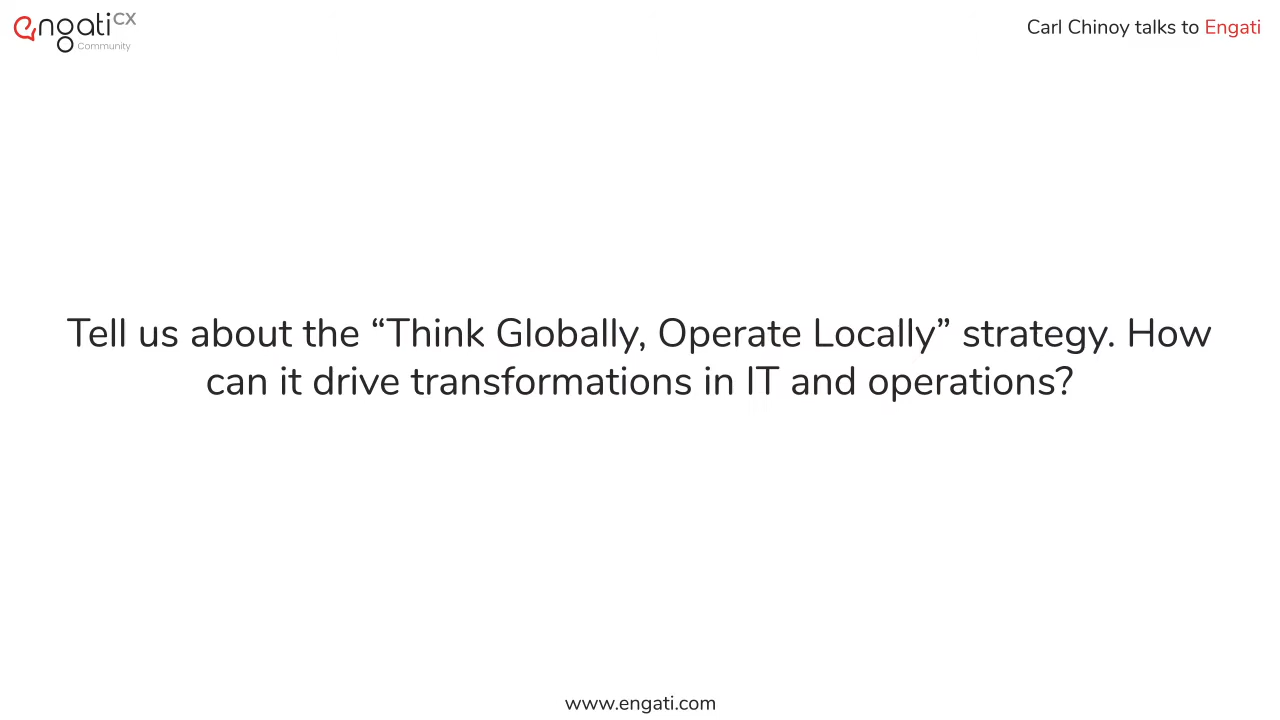 engati CX
Community
Carl Chinoy talks to Engati
Tell us about the “Think Globally, Operate Locally” strategy. How
can it drive transformations in IT and operations?
www.engati.com